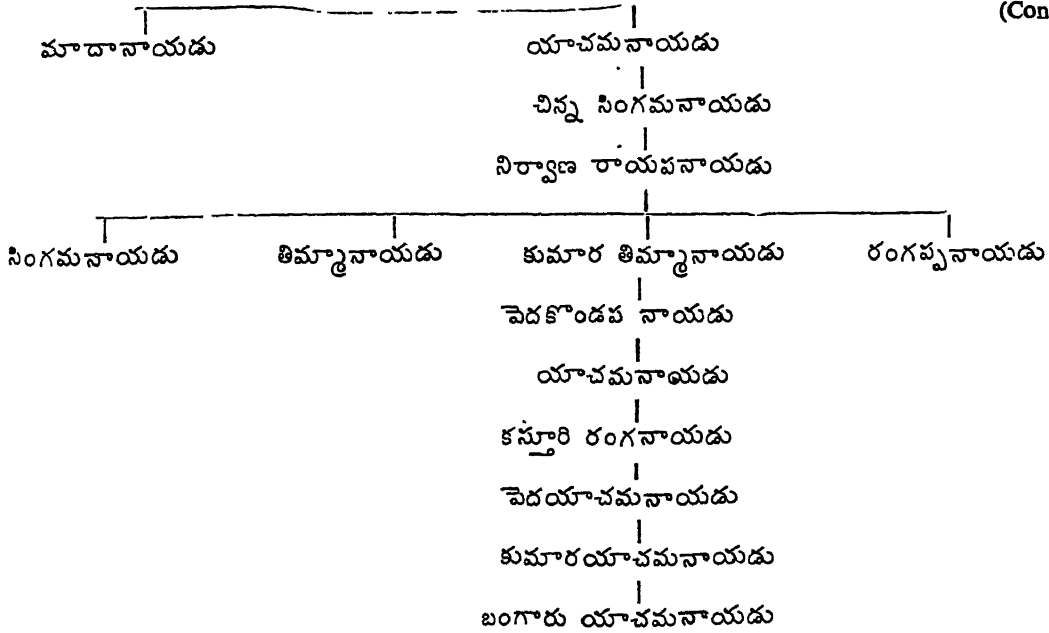 (Con
మాదానాయడు యాచమనాయడు
చిన్న సింగమనాయడు
నిర్వాణ రాయపనాయడు
సింగమనాయడు తిమ్మానాయడు కుమార తిమ్మానాయడు రంగప్పనాయడు
పెదకొండప నాయడు
యాచమనాయడు
కస్తూరి రంగనాయడు
పెదయాచమనాయడు
కుమారయాచమనాయడు
బంగారు యాచమనాయడు